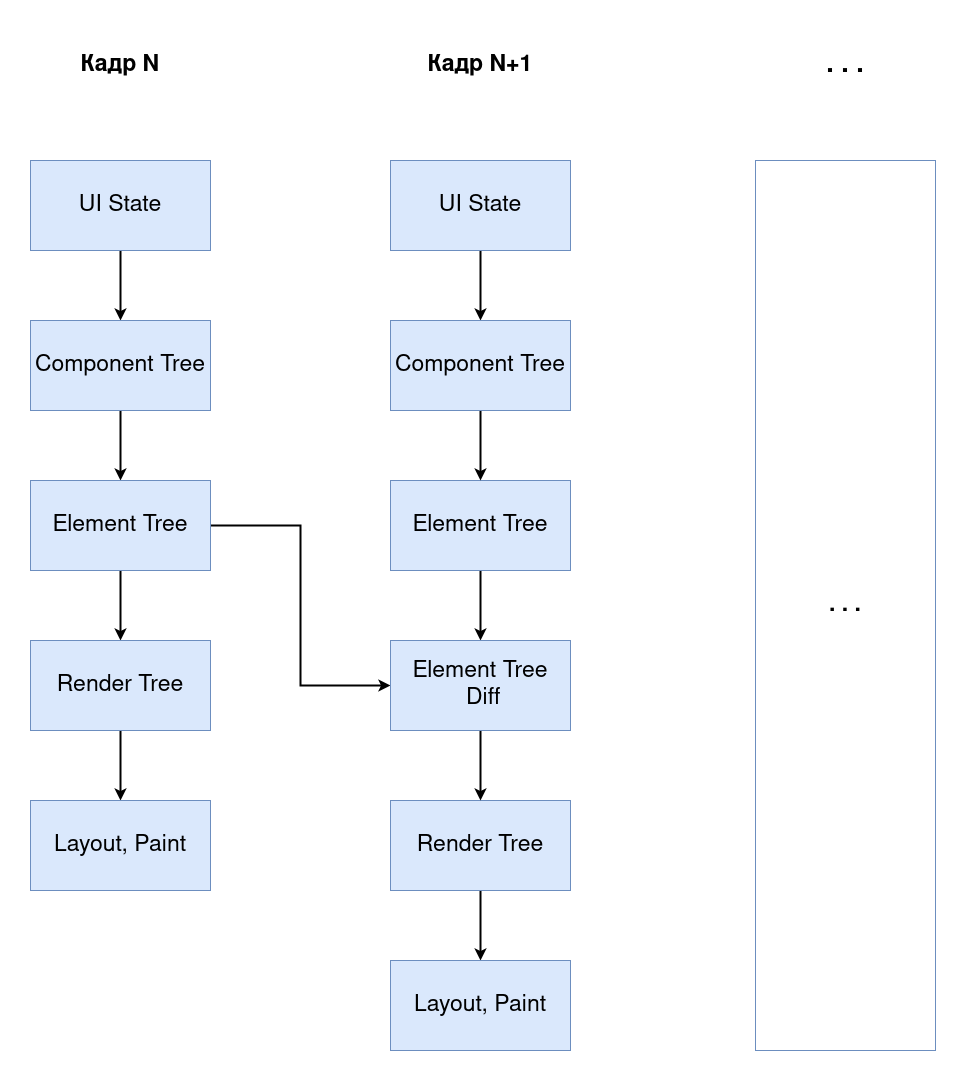 Кадр N
Кадр N+1
...
UI State
UI State
Component Tree
Component Tree
Element Tree
Element Tree
...
Render Tree
Element Tree
Diff
Layout, Paint
Render Tree
Layout, Paint